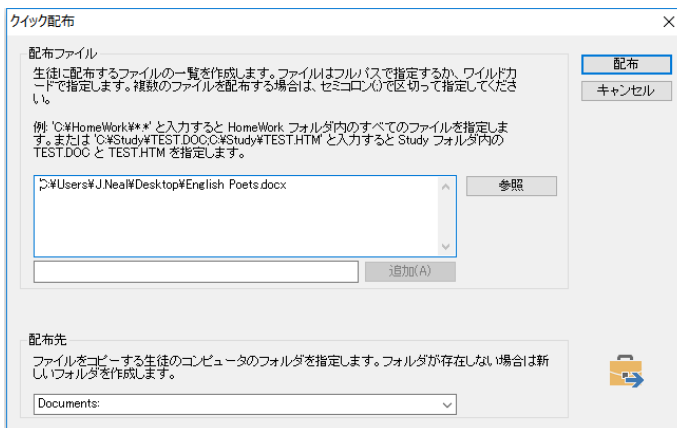 クイック配布
配布ファイル
生徒に配布するファイルの一覧を作成します。ファイルはフルパスで指定するか、ワイルドカ
ードで指定します。複数のファイルを配布する場合は、セミコロン(;)で区切って指定してくださ
い。
例: 'C:¥HomeWork¥*.*' と入力すると HomeWork フォルダ内のすべてのファイルを指定しま
す。または 'C:¥Study¥TEST.DOC;C:¥Study¥TEST.HTM' と入力すると Study フォルダ内の
TEST.DOC と TEST.HTM を指定します。
C:¥Users¥J.Neal¥Desktop¥English Poets.docx
参照
追加(A)
配布
キャンセル
配布先
ファイルをコピーする生徒のコンピュータのフォルダを指定します。フォルダが存在しない場合は新
しいフォルダを作成します。
Documents: